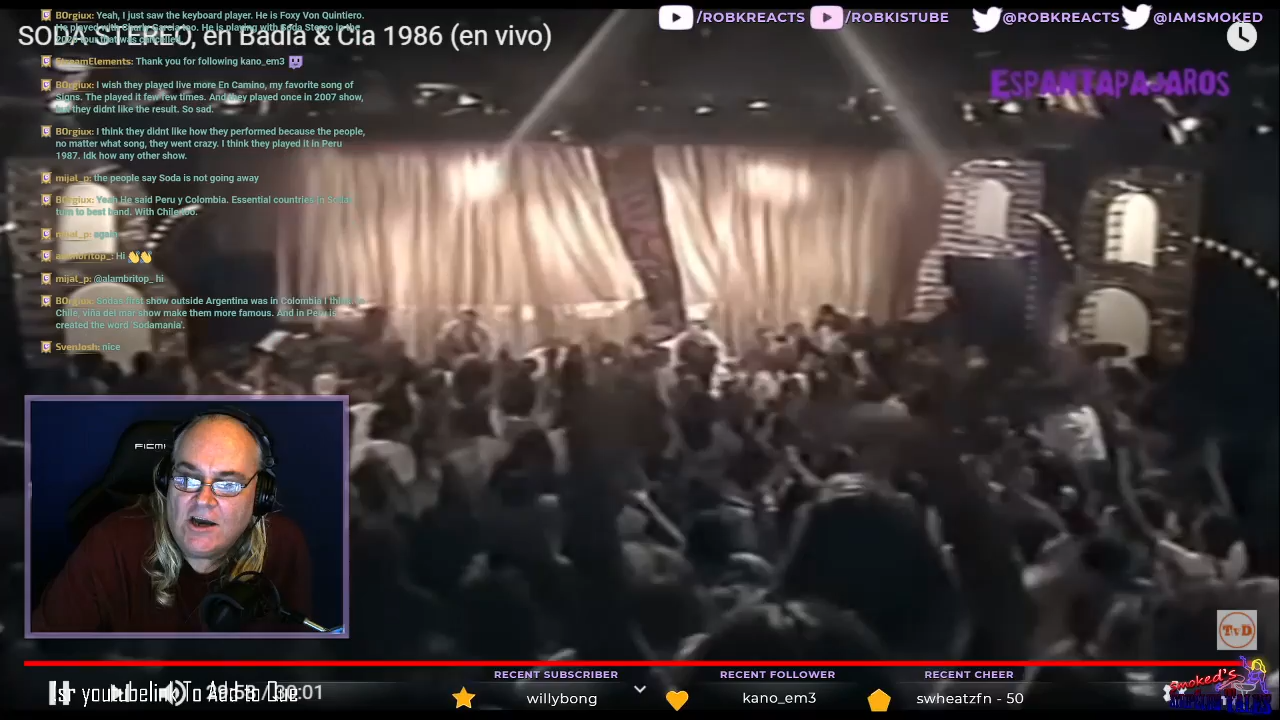 BOrgiux: Yeah, I just saw the keyboard player. He is Foxy Von Quintiero.
/ROBKREACTS /ROBKISTUBE @ROBKREACTS @IAMSMOKED
SODA STEREO, en Badia & Cia 1986 (en vivo)
StreamElements: Thank you for following kano_em3
ESPANTAPAJAROS
BOrgiux: I wish they played live more En Camino, my favorite song of
Signs. The played it few few times. And they played once in 2007 show,
but they didnt like the result. So sad.
BOrgiux: I think they didnt like how they performed because the people,
no matter what song, they went crazy. I think they played it in Peru
1987. Idk how any other show.
mijal_p: the people say Soda is not going away
BOrgiux: Yeah He said Peru y Colombia. Essential countries in Soda
turn to best band. With Chile too.
mijal_p: again
alambritop_: Hi 👋👋
mijal_p: @alambritop_ hi
BOrgiux: Sodas first show outside Argentina was in Colombia I think.
Chile, viña del mar show make them more famous. And in Peru is
created the word 'Sodamania'.
SvenJosh: nice
TvD
RECENT SUBSCRIBER RECENT FOLLOWER RECENT CHEER
willybong kano_em3 swheatzfn - 50
Smoked's